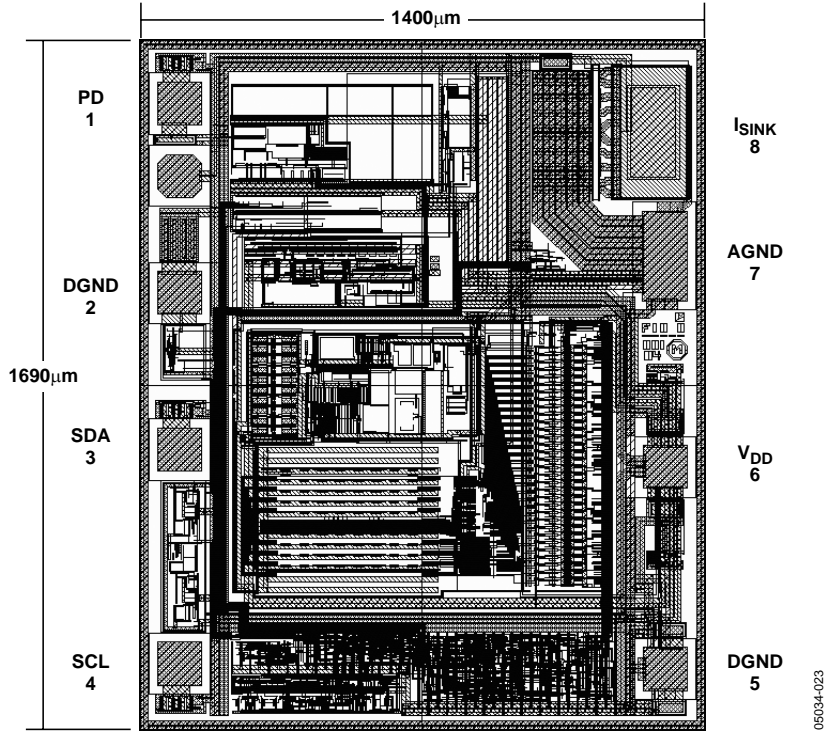 1400μm
PD
1
ISINK
8
AGND
7
DGND
2
1690μm
SDA
3
VDD
6
SCL
4
DGND
5
05034-023
M